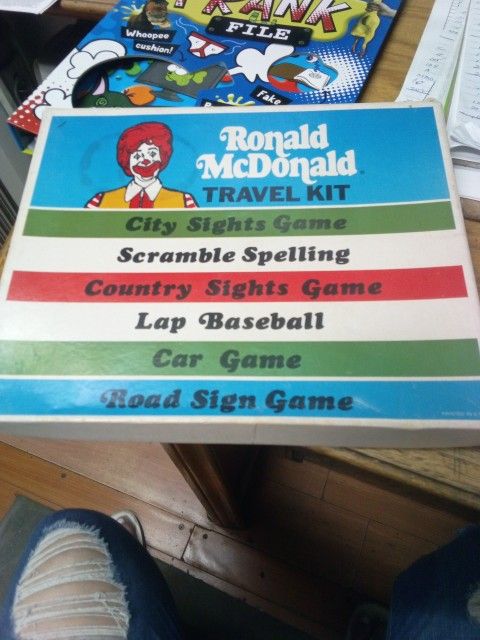 RANK
FILE
Whoopee
cushion!
Fake
Ronald
McDonald
TRAVEL KIT
City Sights Game
Scramble Spelling
Country Sights Game
Lap Baseball
Car Game
Road Sign Game